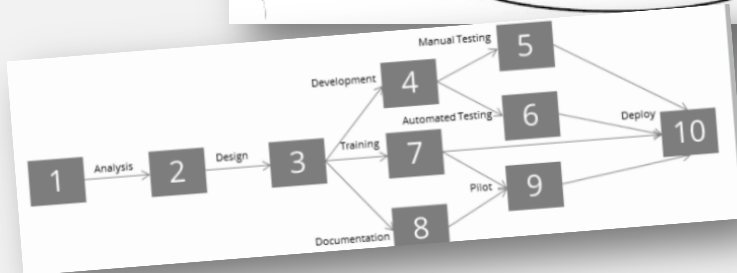 Manual Testing
5
Development
4
Automated Testing
6
Deploy
10
Analysis
Design
Training
1
2
3
7
Pilot
9
Documentation
8